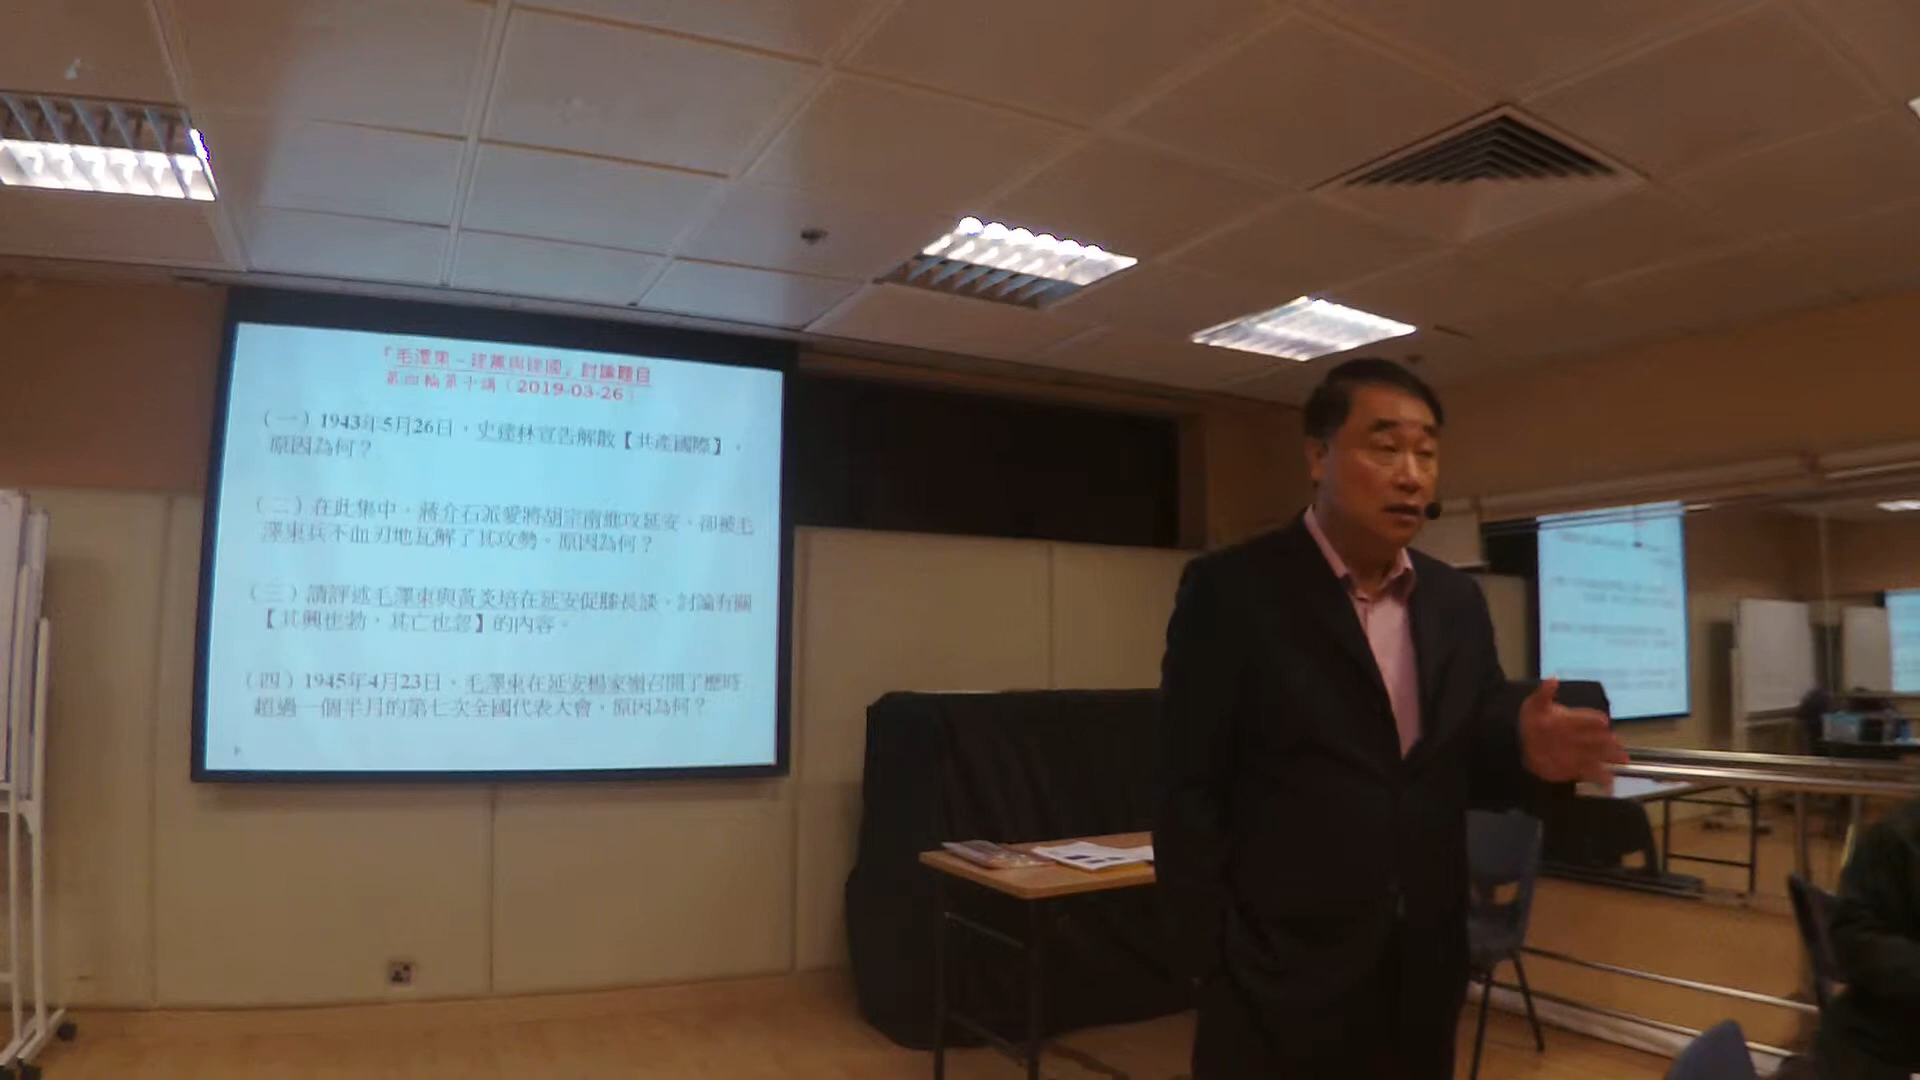 「毛澤東－建黨與建國」討論題目
第四輪第十講（2019-03-26）
（一）1943年5月26日，史達林宣告解散【共產國際】，
原因為何？
（二）在此集中，蔣介石派愛將胡宗南進攻延安，卻被毛
澤東兵不血刃地瓦解了其攻勢。原因為何？
（三）請評述毛澤東與黃炎培在延安促膝長談，討論有關
【其興也勃，其亡也忽】的內容。
（四）1945年4月23日，毛澤東在延安楊家嶺召開了歷時
超過一個半月的第七次全國代表大會，原因為何？